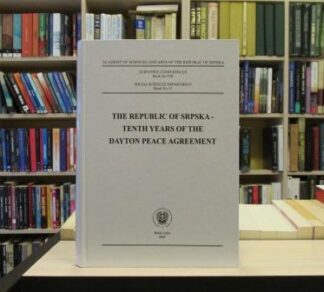 ACADEMY OF SCIENCES AND ARTS OF THE REPUBLIC OF SRPSKA
SCIENTIFIC CONFERENCES
SOCIAL SCIENCES DEPARTMENT
THE REPUBLIC OF SRPSKA -
TENTH YEARS OF THE
DAYTON PEACE AGREEMENT
Banja Luka